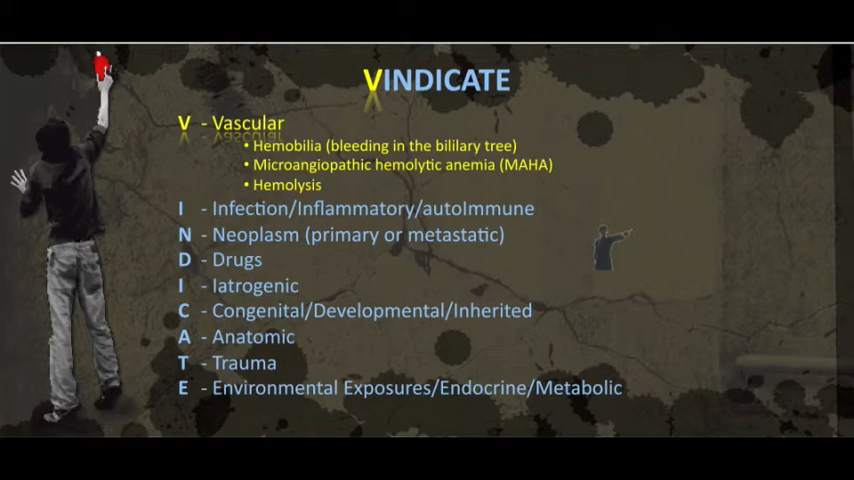 VINDICATE
V - Vascular
• Hemobilia (bleeding in the bililary tree)
• Microangiopathic hemolytic anemia (MAHA)
• Hemolysis
I - Infection/Inflammatory/autoImmune
N - Neoplasm (primary or metastatic)
D - Drugs
I - Iatrogenic
C - Congenital/Developmental/Inherited
A - Anatomic
T - Trauma
E - Environmental Exposures/Endocrine/Metabolic